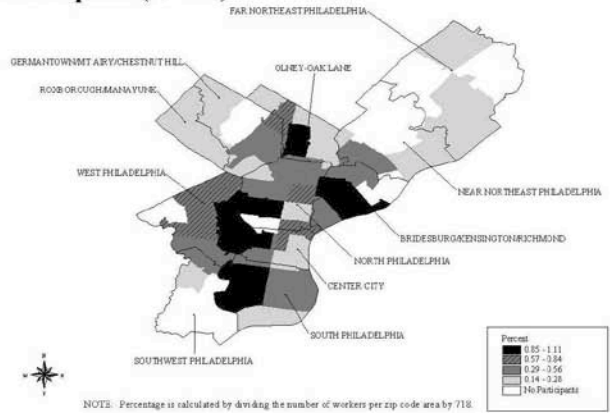 FAR NORTHEAST PHILADELPHIA
GERMANTOWN/MT AIRY/CHESTNUT HILL
OLNEY-OAK LANE
ROXBOROUGH/MANAYUNK
WEST PHILADELPHIA
NEAR NORTHEAST PHILADELPHIA
BRIDESBURG/KENSINGTON/RICHMOND
NORTH PHILADELPHIA
CENTER CITY
SOUTH PHILADELPHIA
SOUTHWEST PHILADELPHIA
Percent
0.85 - 1.11
0.57 - 0.84
0.29 - 0.56
0.14 - 0.28
No Participants
N
W E
S
NOTE: Percentage is calculated by dividing the number of workers per zip code area by 718.